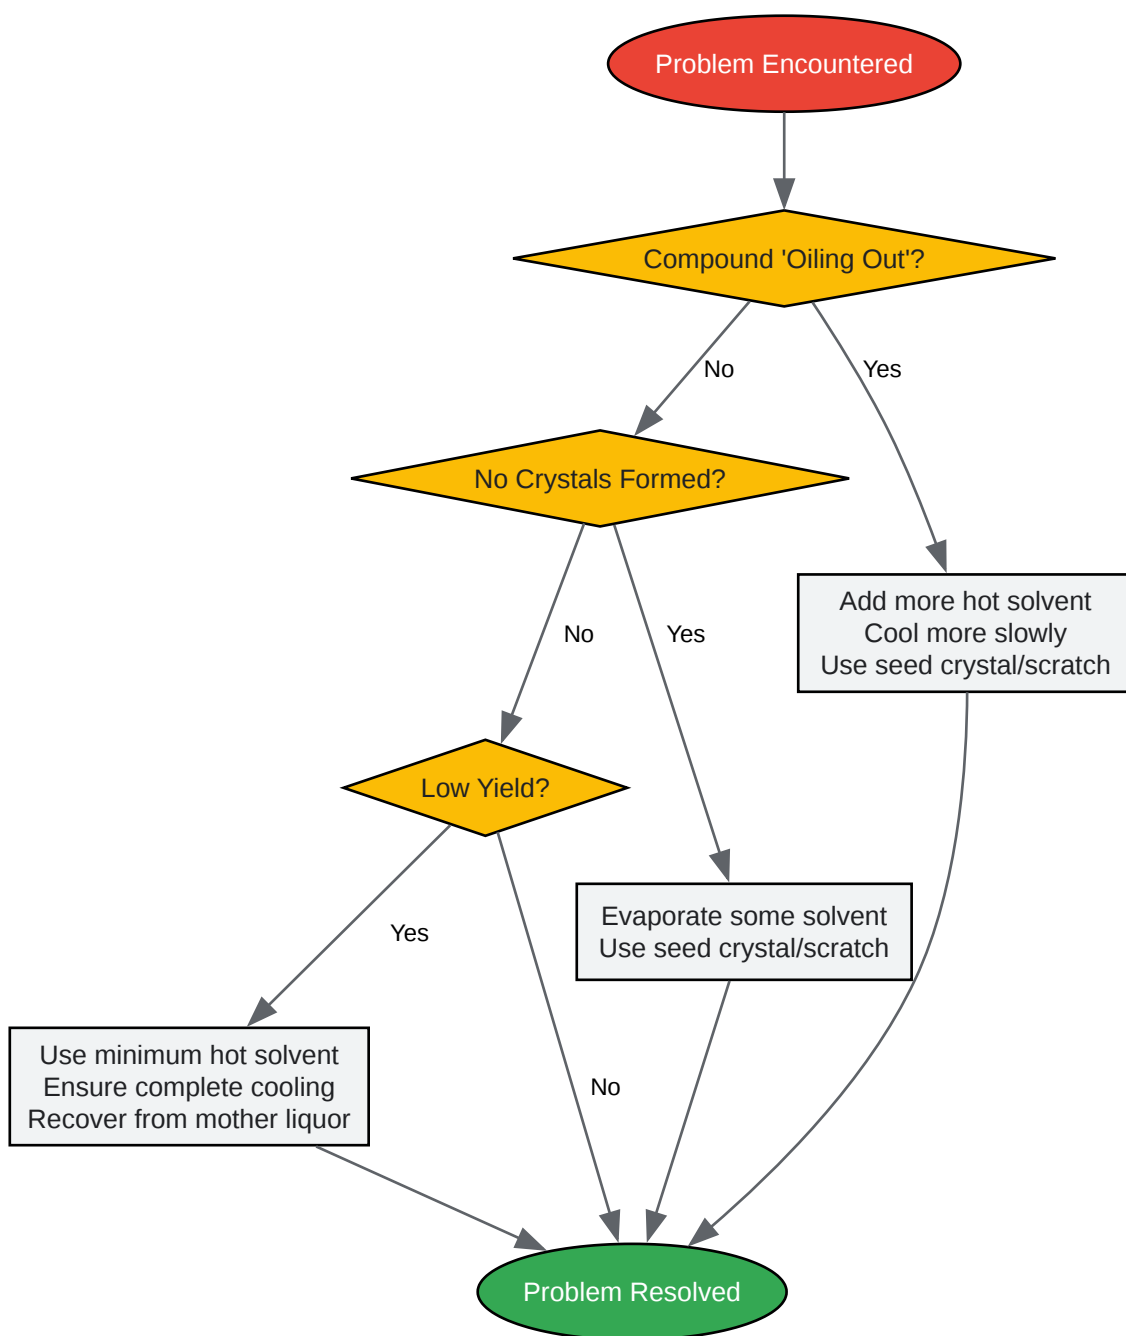 Problem Encountered
Compound 'Oiling Out'?
No
Yes
No Crystals Formed?
Add more hot solvent
Cool more slowly
Use seed crystal/scratch
No
Yes
Low Yield?
Evaporate some solvent
Use seed crystal/scratch
Yes
Use minimum hot solvent
Ensure complete cooling
Recover from mother liquor
No
Problem Resolved